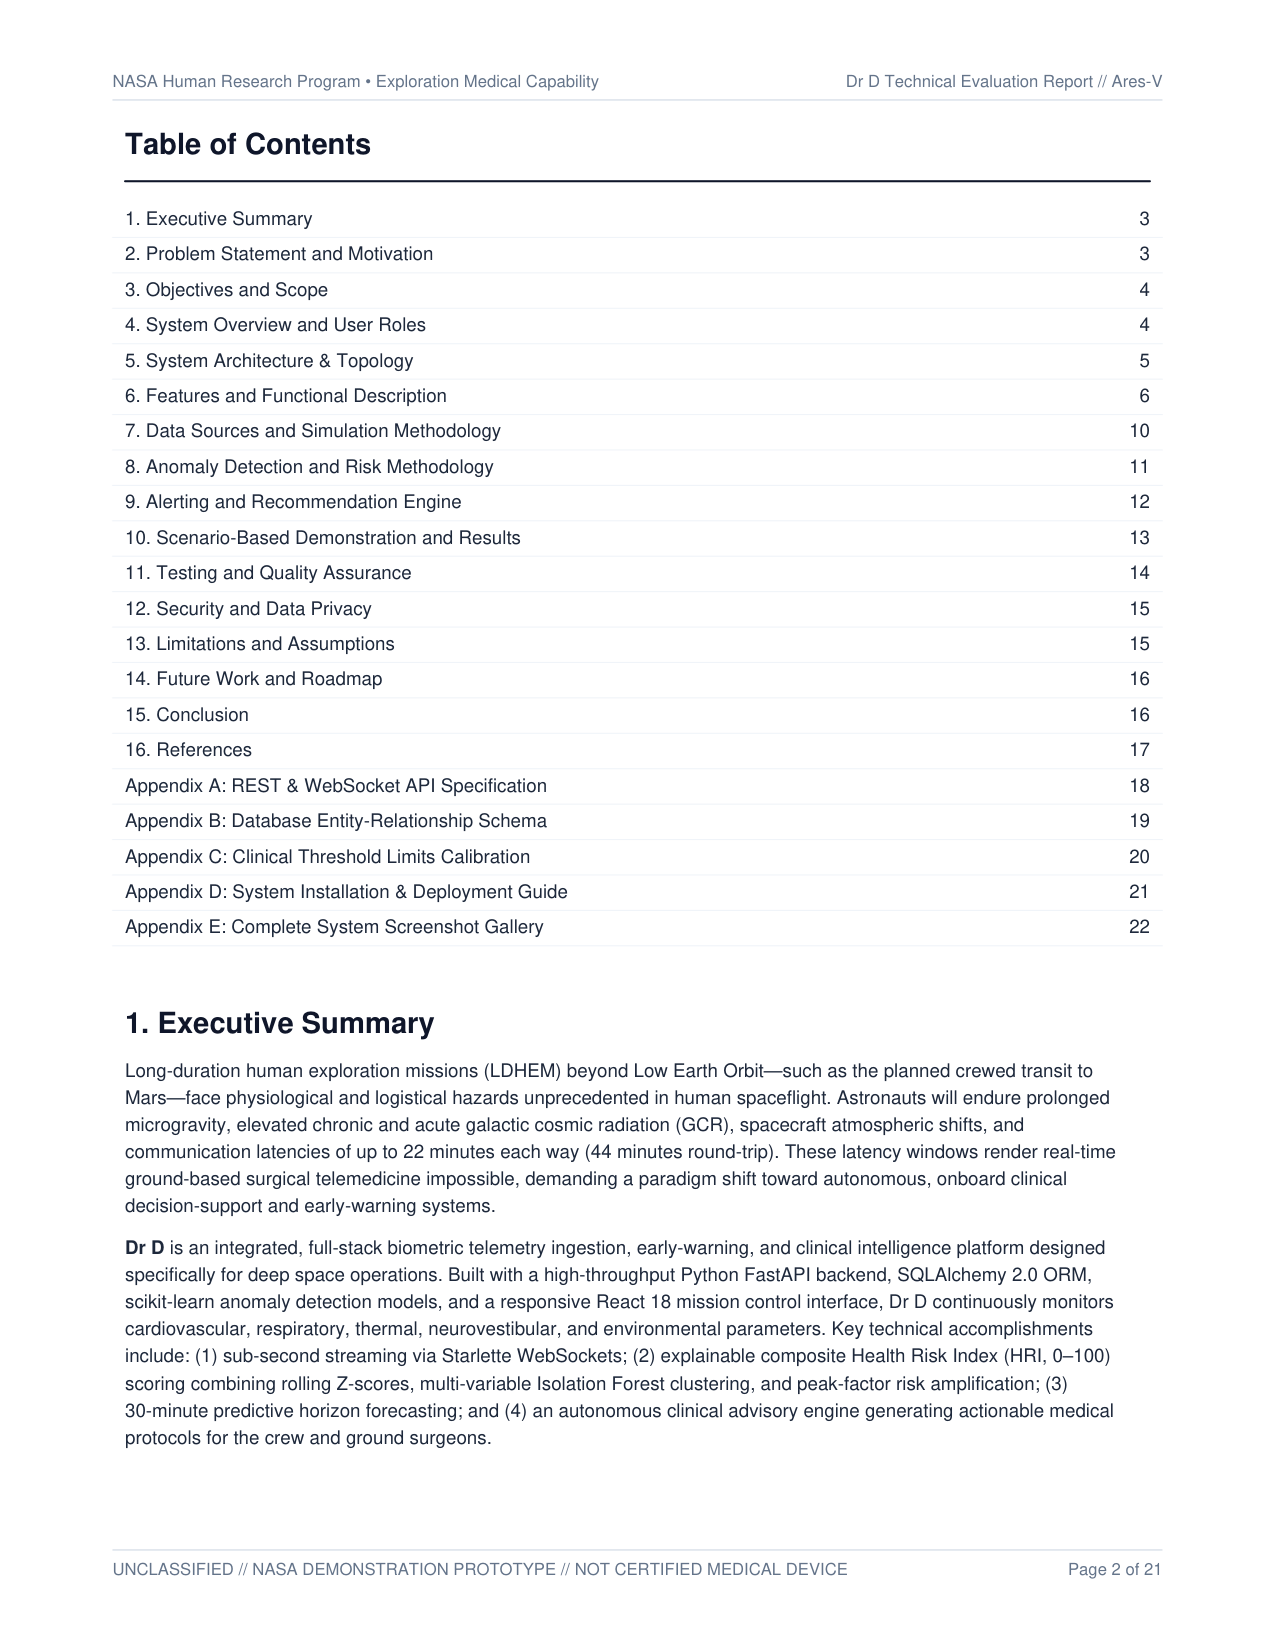 NASA Human Research Program • Exploration Medical Capability
Dr D Technical Evaluation Report // Ares-V
Table of Contents
1. Executive Summary 3
2. Problem Statement and Motivation 3
3. Objectives and Scope 4
4. System Overview and User Roles 4
5. System Architecture & Topology 5
6. Features and Functional Description 6
7. Data Sources and Simulation Methodology 10
8. Anomaly Detection and Risk Methodology 11
9. Alerting and Recommendation Engine 12
10. Scenario-Based Demonstration and Results 13
11. Testing and Quality Assurance 14
12. Security and Data Privacy 15
13. Limitations and Assumptions 15
14. Future Work and Roadmap 16
15. Conclusion 16
16. References 17
Appendix A: REST & WebSocket API Specification 18
Appendix B: Database Entity-Relationship Schema 19
Appendix C: Clinical Threshold Limits Calibration 20
Appendix D: System Installation & Deployment Guide 21
Appendix E: Complete System Screenshot Gallery 22
1. Executive Summary
Long-duration human exploration missions (LDHEM) beyond Low Earth Orbit—such as the planned crewed transit to
Mars—face physiological and logistical hazards unprecedented in human spaceflight. Astronauts will endure prolonged
microgravity, elevated chronic and acute galactic cosmic radiation (GCR), spacecraft atmospheric shifts, and
communication latencies of up to 22 minutes each way (44 minutes round-trip). These latency windows render real-time
ground-based surgical telemedicine impossible, demanding a paradigm shift toward autonomous, onboard clinical
decision-support and early-warning systems.
Dr D is an integrated, full-stack biometric telemetry ingestion, early-warning, and clinical intelligence platform designed
specifically for deep space operations. Built with a high-throughput Python FastAPI backend, SQLAlchemy 2.0 ORM,
scikit-learn anomaly detection models, and a responsive React 18 mission control interface, Dr D continuously monitors
cardiovascular, respiratory, thermal, neurovestibular, and environmental parameters. Key technical accomplishments
include: (1) sub-second streaming via Starlette WebSockets; (2) explainable composite Health Risk Index (HRI, 0–100)
scoring combining rolling Z-scores, multi-variable Isolation Forest clustering, and peak-factor risk amplification; (3)
30-minute predictive horizon forecasting; and (4) an autonomous clinical advisory engine generating actionable medical
protocols for the crew and ground surgeons.
UNCLASSIFIED // NASA DEMONSTRATION PROTOTYPE // NOT CERTIFIED MEDICAL DEVICE
Page 2 of 21